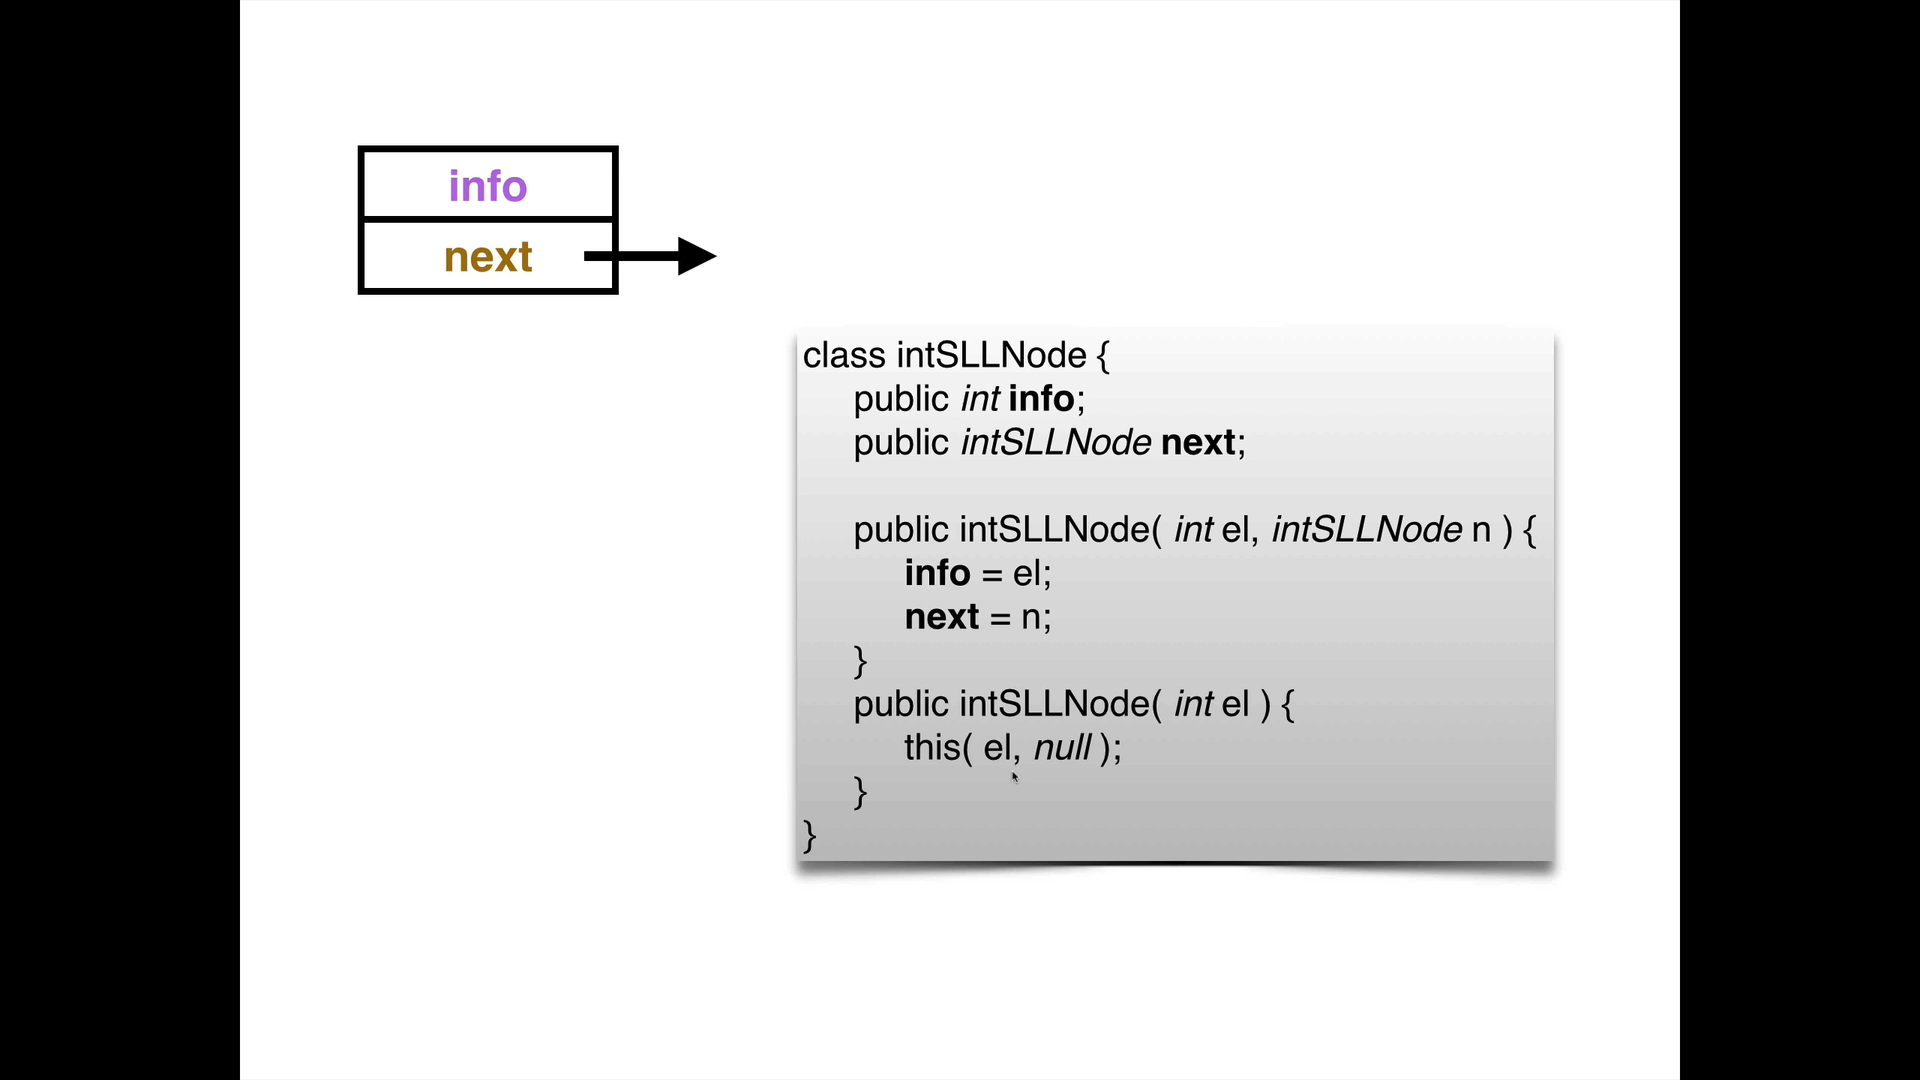 info
next
class intSLLNode {
public int info;
public intSLLNode next;
public intSLLNode( int el, intSLLNode n ) {
info = el;
next = n;
}
public intSLLNode( int el ) {
this( el, null );
}
}